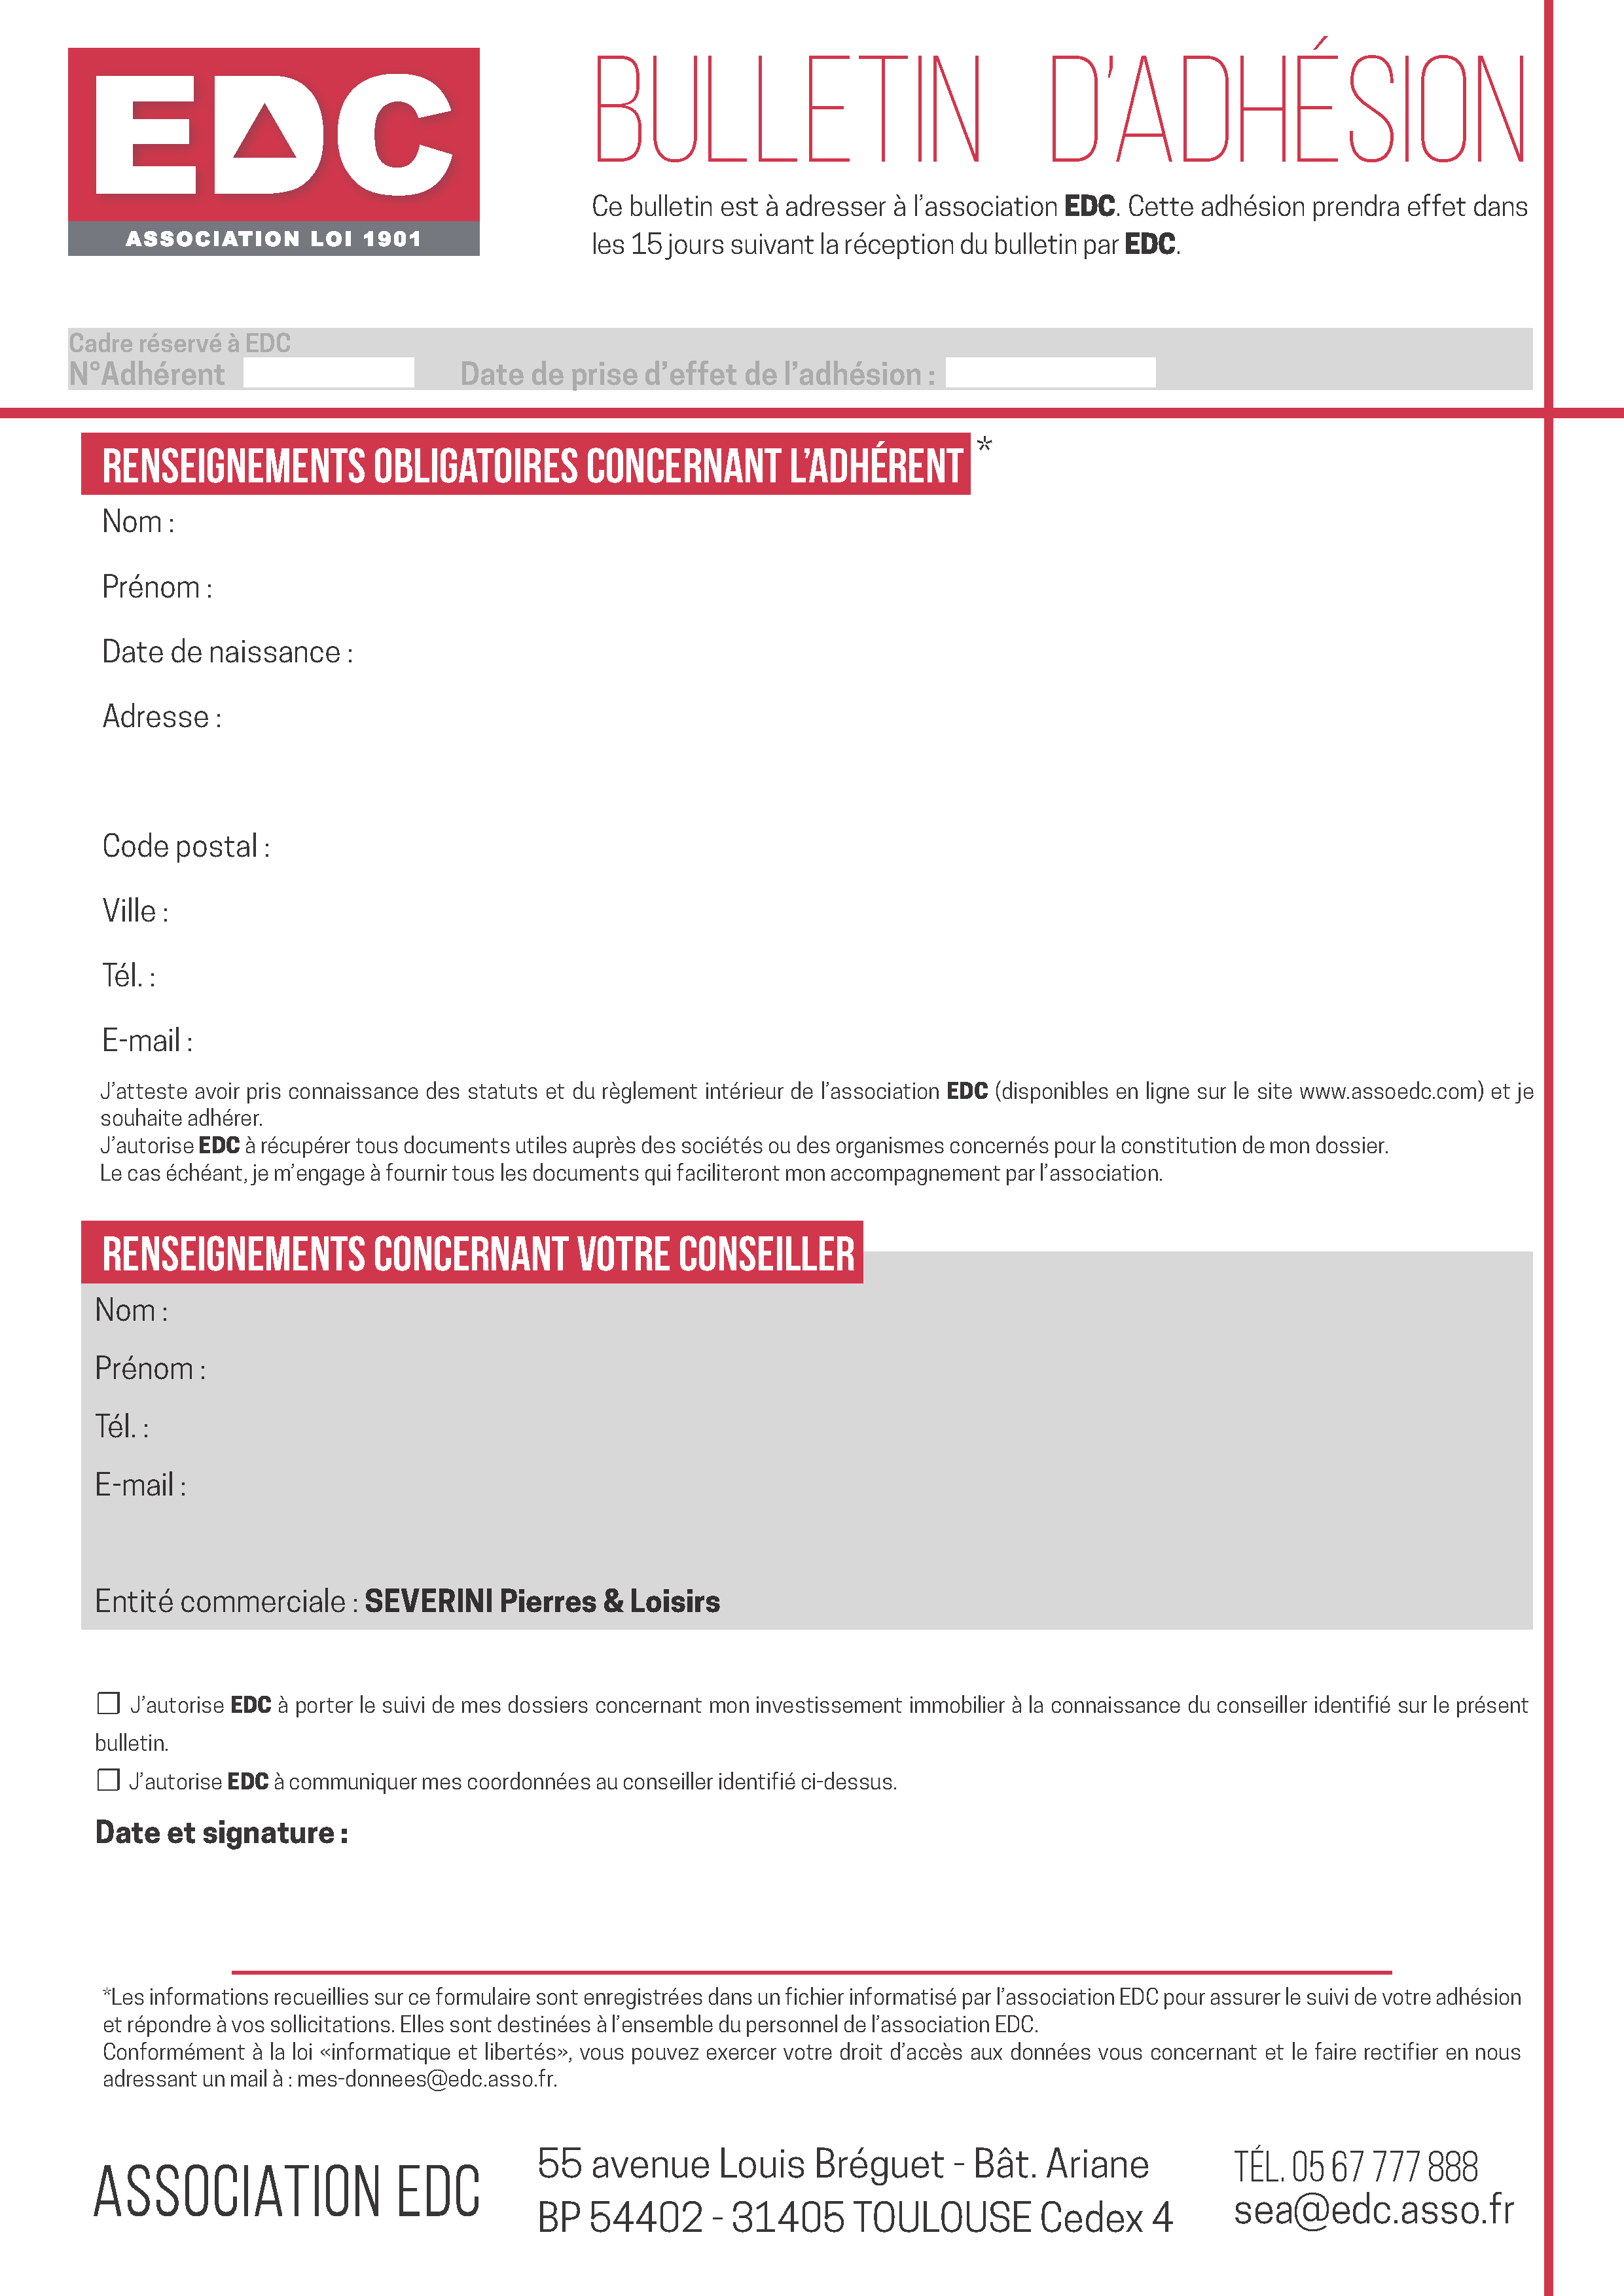 EDC
ASSOCIATION LOI 1901
BULLETIN D’ADHÉSION
Ce bulletin est à adresser à l’association EDC. Cette adhésion prendra effet dans
les 15 jours suivant la réception du bulletin par EDC.
Cadre réservé à EDC
N°Adhérent Date de prise d’effet de l’adhésion :
RENSEIGNEMENTS OBLIGATOIRES CONCERNANT L’ADHÉRENT *
Nom :
Prénom :
Date de naissance :
Adresse :
Code postal :
Ville :
Tél. :
E-mail :
J’atteste avoir pris connaissance des statuts et du règlement intérieur de l’association EDC (disponibles en ligne sur le site www.assoedc.com) et je
souhaite adhérer.
J’autorise EDC à récupérer tous documents utiles auprès des sociétés ou des organismes concernés pour la constitution de mon dossier.
Le cas échéant, je m’engage à fournir tous les documents qui faciliteront mon accompagnement par l’association.
RENSEIGNEMENTS CONCERNANT VOTRE CONSEILLER
Nom :
Prénom :
Tél. :
E-mail :
Entité commerciale : SEVERINI Pierres & Loisirs
❒ J’autorise EDC à porter le suivi de mes dossiers concernant mon investissement immobilier à la connaissance du conseiller identifié sur le présent
bulletin.
❒ J’autorise EDC à communiquer mes coordonnées au conseiller identifié ci-dessus.
Date et signature :
*Les informations recueillies sur ce formulaire sont enregistrées dans un fichier informatisé par l’association EDC pour assurer le suivi de votre adhésion
et répondre à vos sollicitations. Elles sont destinées à l’ensemble du personnel de l’association EDC.
Conformément à la loi «informatique et libertés», vous pouvez exercer votre droit d’accès aux données vous concernant et le faire rectifier en nous
adressant un mail à : mes-donnees@edc.asso.fr.
ASSOCIATION EDC
55 avenue Louis Bréguet - Bât. Ariane
BP 54402 - 31405 TOULOUSE Cedex 4
TÉL. 05 67 777 888
sea@edc.asso.fr